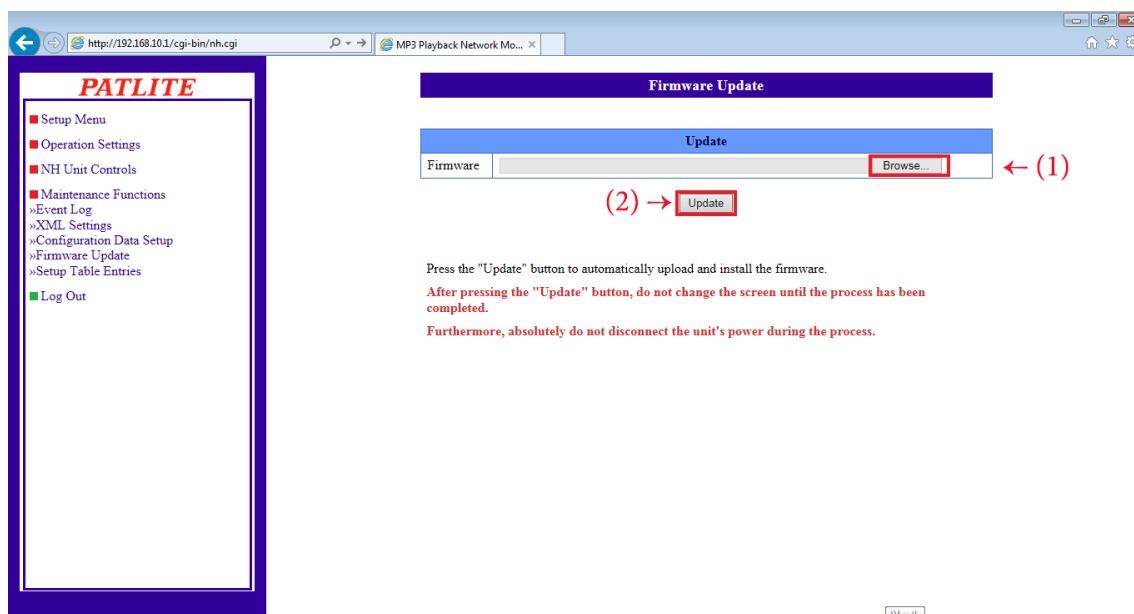 http://192.168.10.1/cgi-bin/nh.cgi
MP3 Playback Network Mo...
PATLITE
Setup Menu
Operation Settings
NH Unit Controls
Maintenance Functions
»Event Log
»XML Settings
»Configuration Data Setup
»Firmware Update
»Setup Table Entries
Log Out
Firmware Update
Update
Firmware Browse... ← (1)
(2) → Update
Press the "Update" button to automatically upload and install the firmware.
After pressing the "Update" button, do not change the screen until the process has been
completed.
Furthermore, absolutely do not disconnect the unit's power during the process.